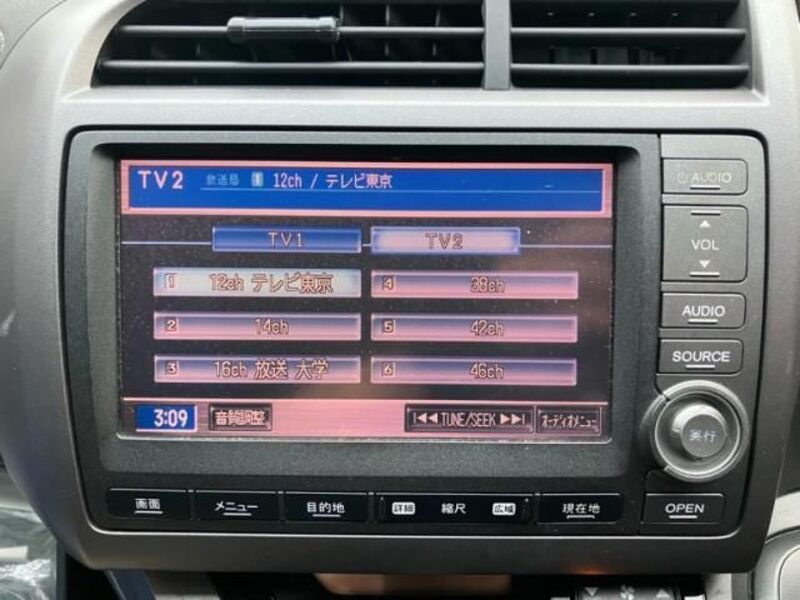 TV2 放送局 1 12ch / テレビ東京
TV1 TV2
1 12ch テレビ東京 4 38ch
2 14ch 5 42ch
3 16ch 放送 大学 6 46ch
3:09 音質調整 TUNE/SEEK オーディオメニュー
AUDIO
VOL
AUDIO
SOURCE
実行
画面 メニュー 目的地 詳細 縮尺 広域 現在地 OPEN